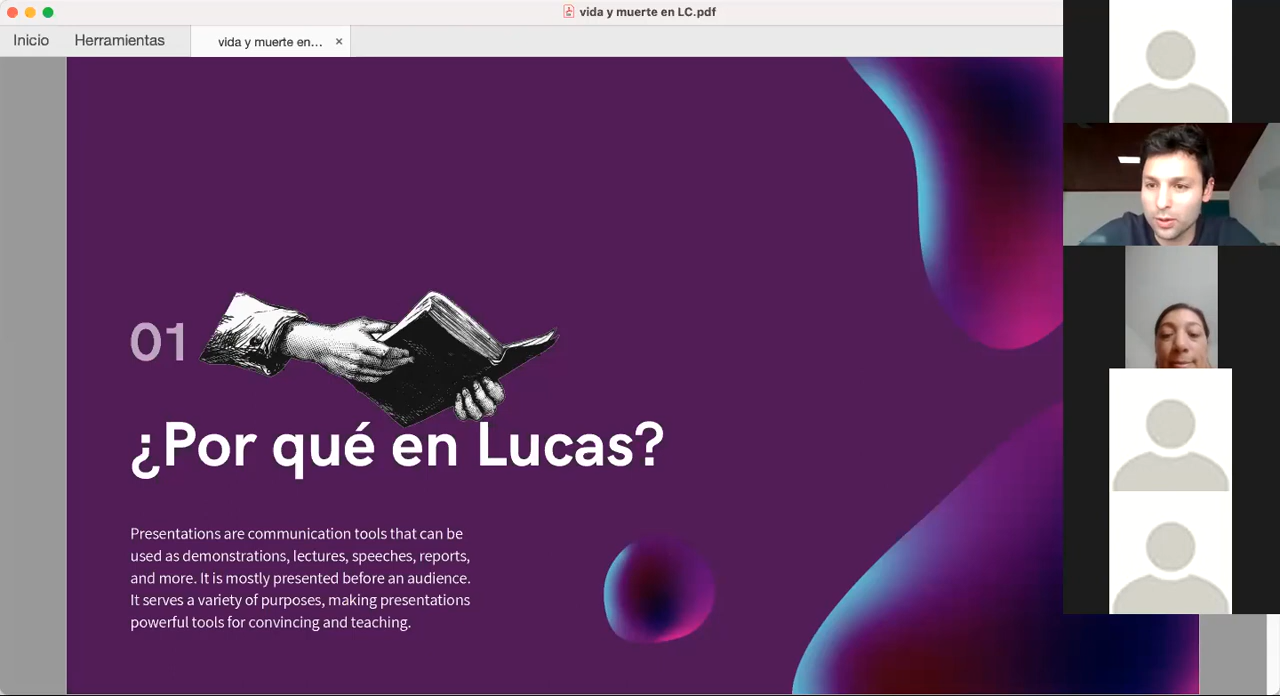 vida y muerte en LC.pdf
Inicio
Herramientas
vida y muerte en... ×
01
¿Por qué en Lucas?
Presentations are communication tools that can be
used as demonstrations, lectures, speeches, reports,
and more. It is mostly presented before an audience.
It serves a variety of purposes, making presentations
powerful tools for convincing and teaching.